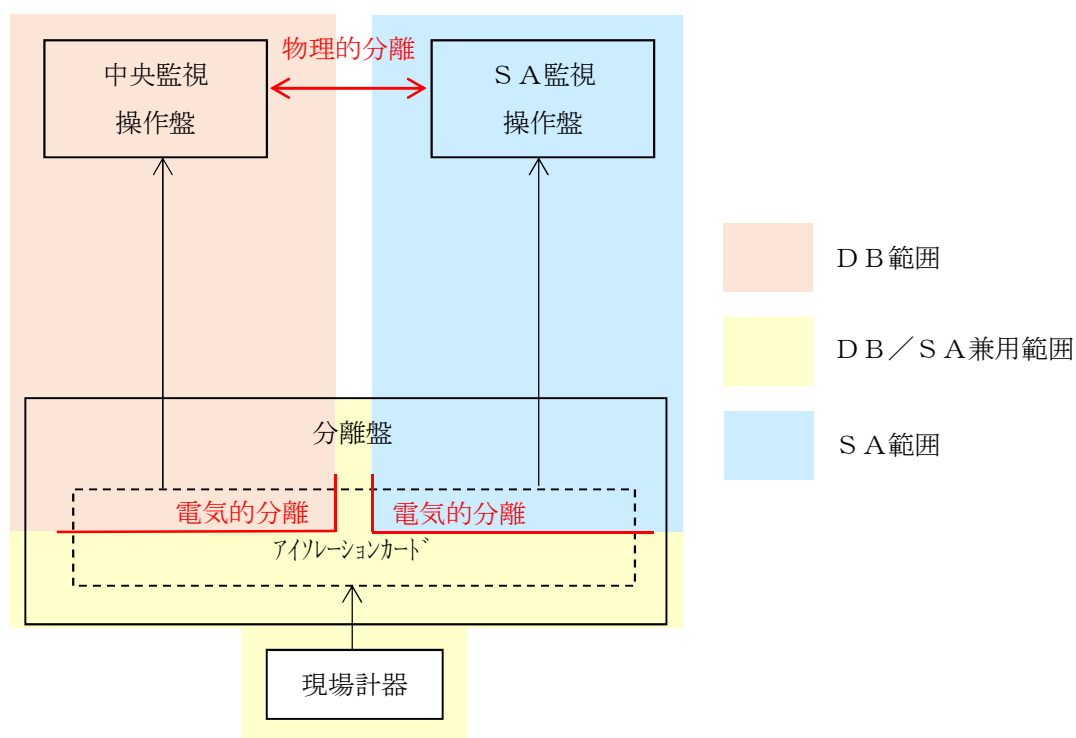 物理的分離
中央監視
操作盤
ＳＡ監視
操作盤
ＤＢ範囲
ＤＢ／ＳＡ兼用範囲
ＳＡ範囲
分離盤
電気的分離
電気的分離
ｱｲｿﾚｰｼｮﾝｶｰﾄﾞ
現場計器